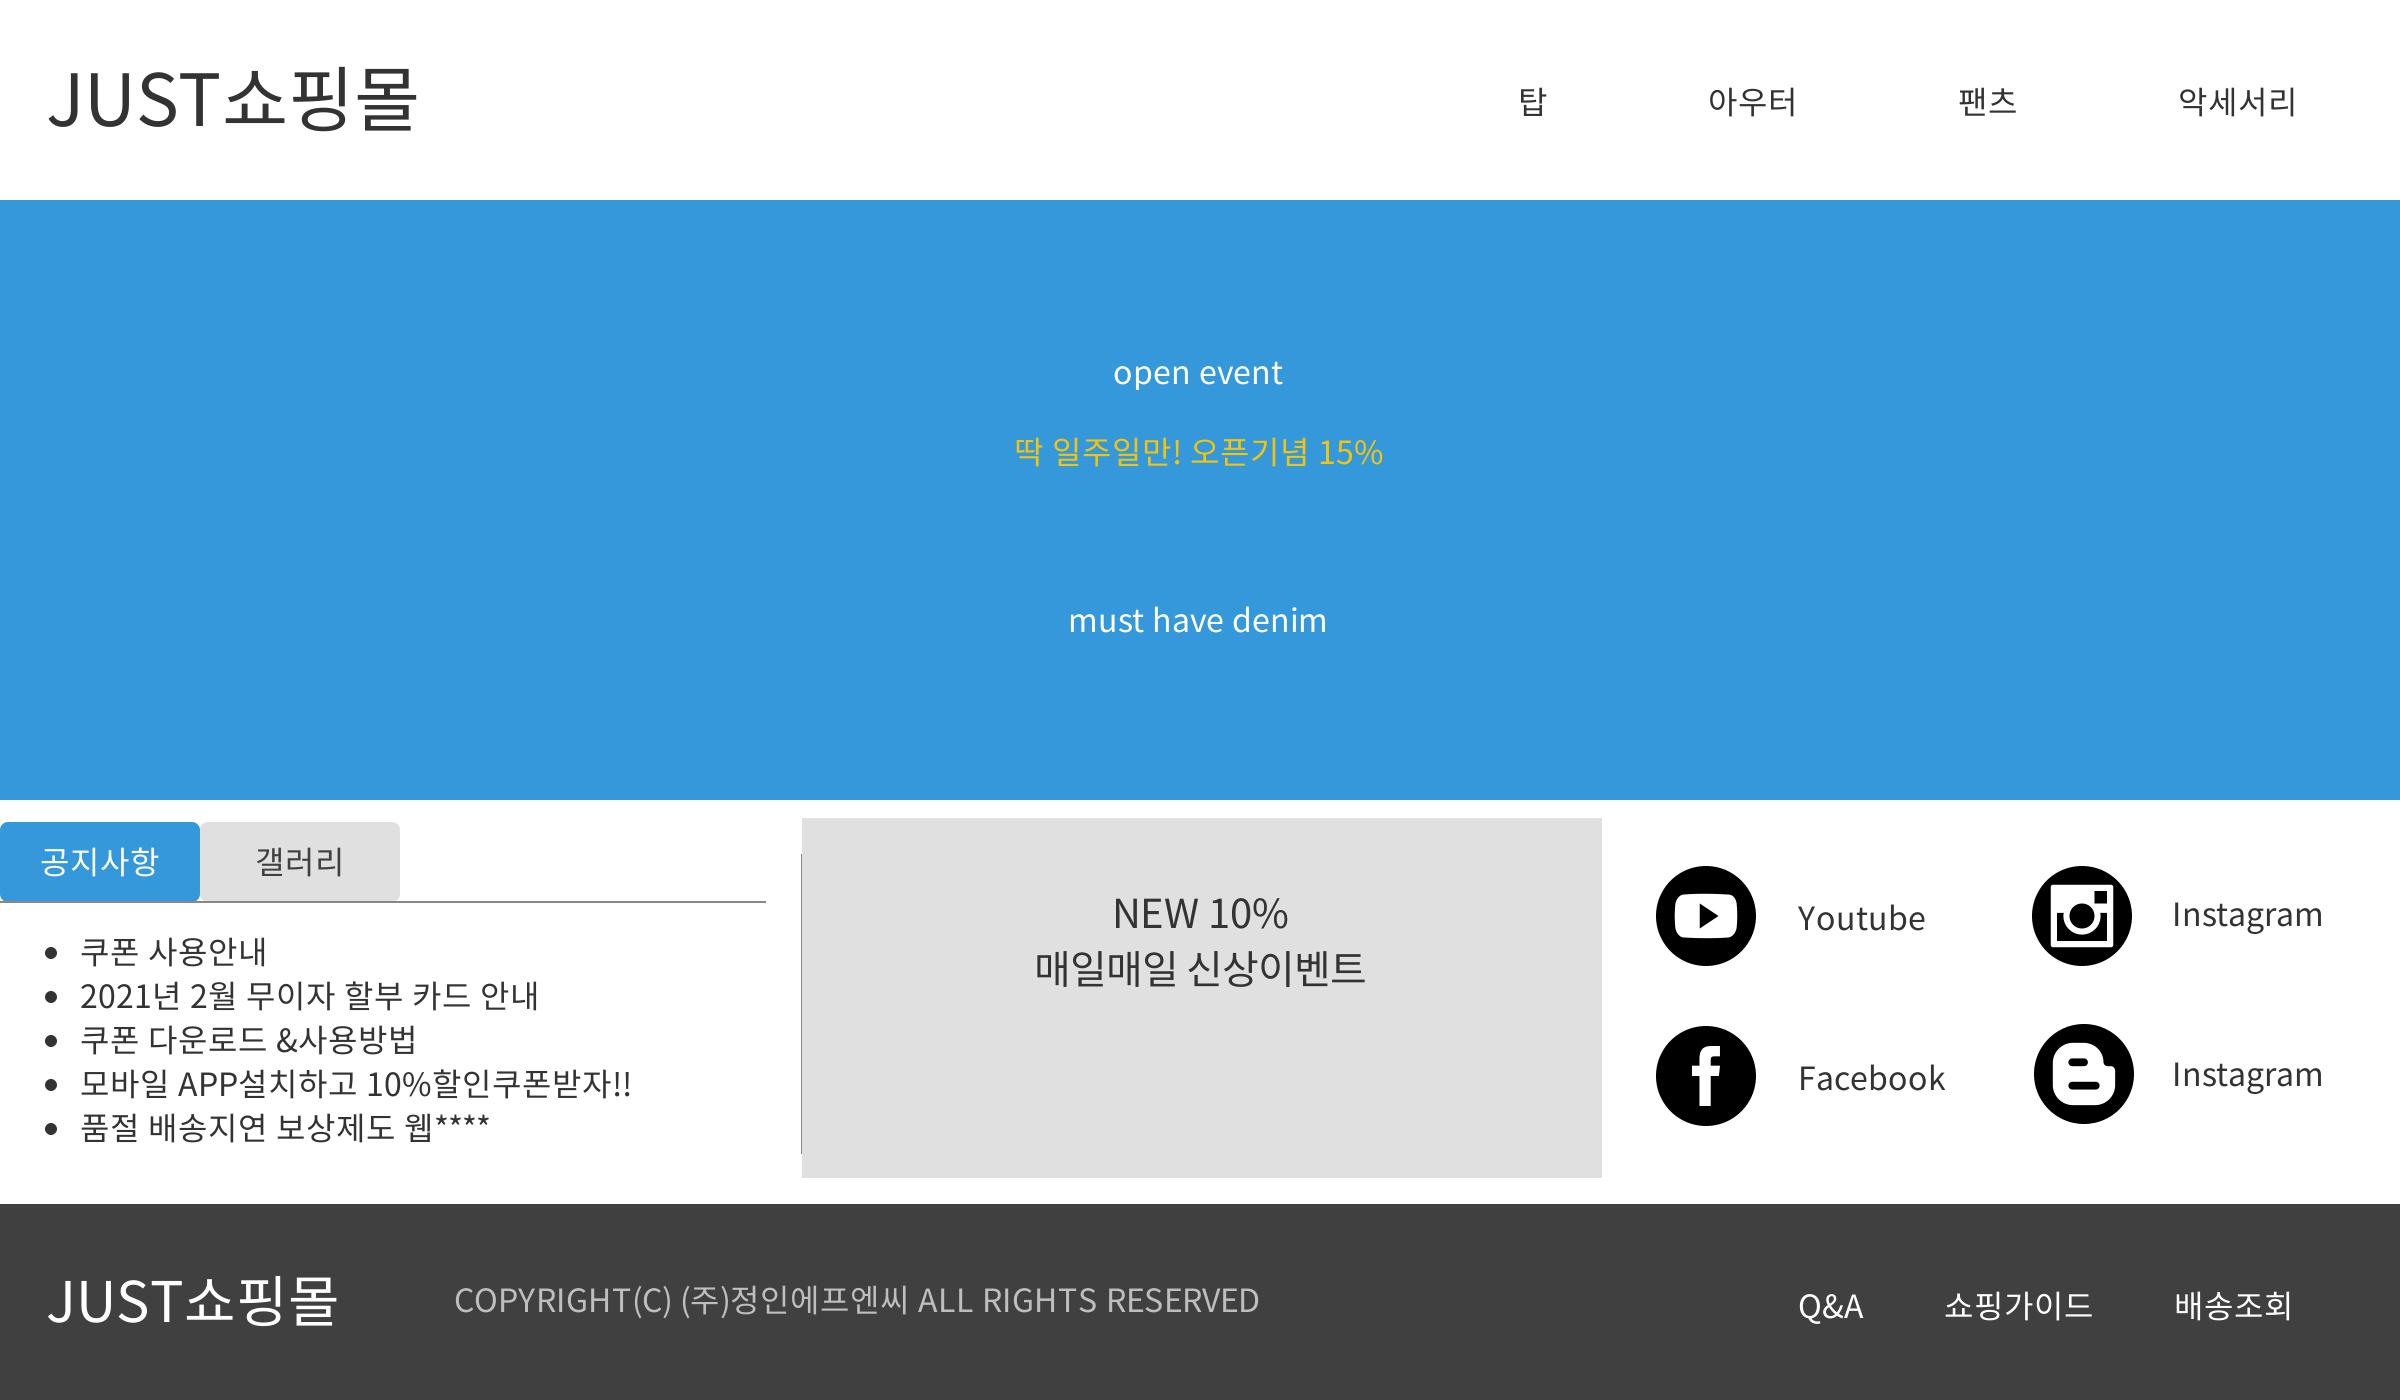 JUST쇼핑몰
탑 아우터 팬츠 악세서리
open event
딱 일주일만! 오픈기념 15%
must have denim
공지사항 갤러리
쿠폰 사용안내
2021년 2월 무이자 할부 카드 안내
쿠폰 다운로드 &사용방법
모바일 APP설치하고 10%할인쿠폰받자!!
품절 배송지연 보상제도 웹****
NEW 10%
매일매일 신상이벤트
Youtube Instagram
Facebook Instagram
JUST쇼핑몰 COPYRIGHT(C) (주)정인에프엔씨 ALL RIGHTS RESERVED Q&A 쇼핑가이드 배송조회